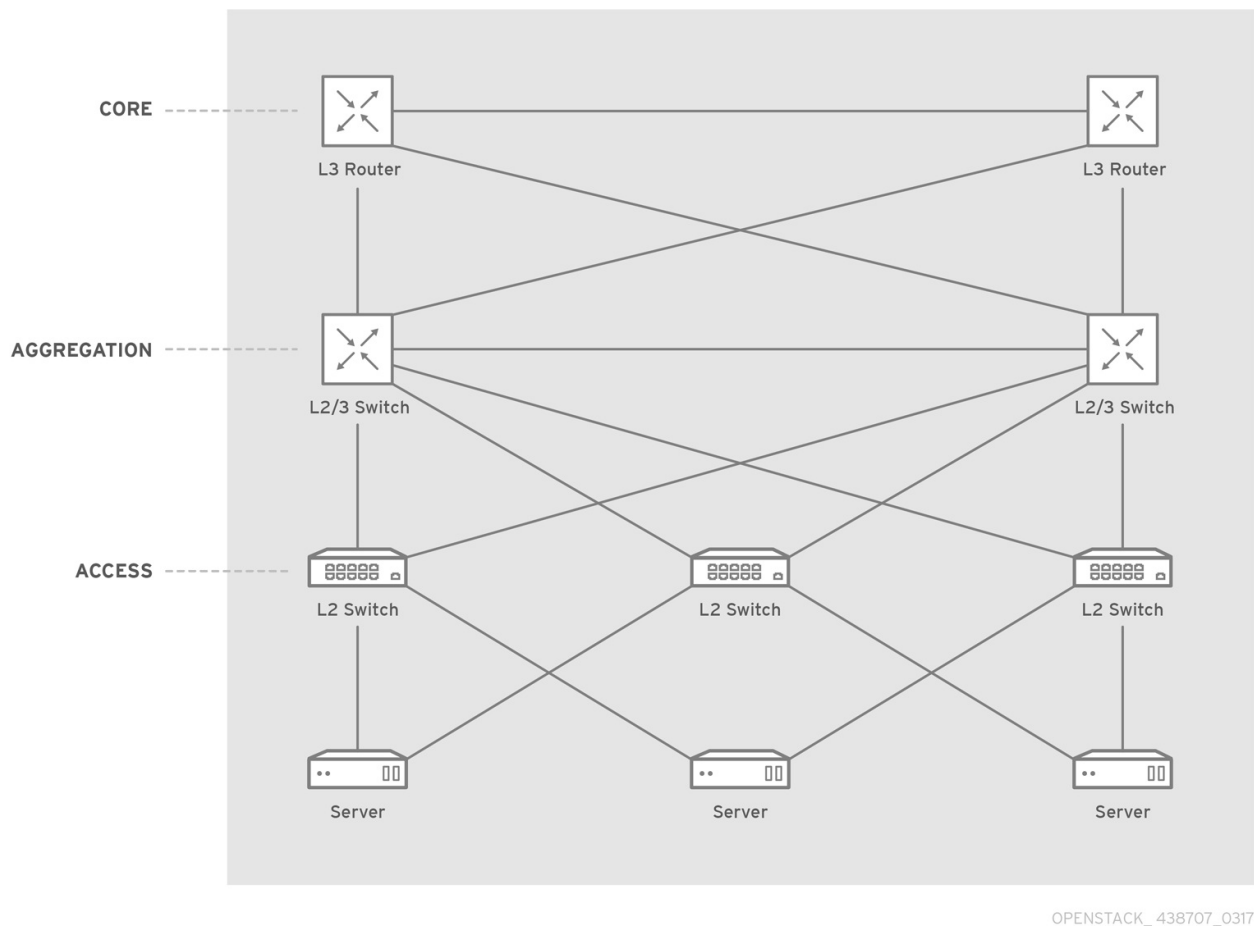 CORE
L3 Router
L3 Router
AGGREGATION
L2/3 Switch
L2/3 Switch
ACCESS
L2 Switch
L2 Switch
L2 Switch
Server
Server
Server
OPENSTACK_ 438707_0317